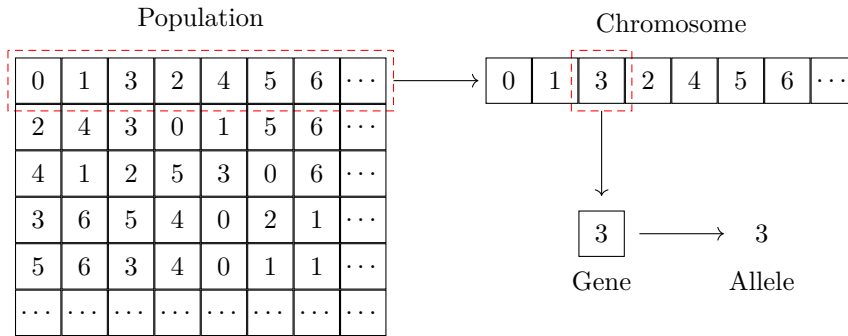 Population
0 1 3 2 4 5 6 ⋯
2 4 3 0 1 5 6 ⋯
4 1 2 5 3 0 6 ⋯
3 6 5 4 0 2 1 ⋯
5 6 3 4 0 1 1 ⋯
⋯ ⋯ ⋯ ⋯ ⋯ ⋯ ⋯ ⋯
Chromosome
0 1 3 2 4 5 6 ⋯
3 3
Gene Allele